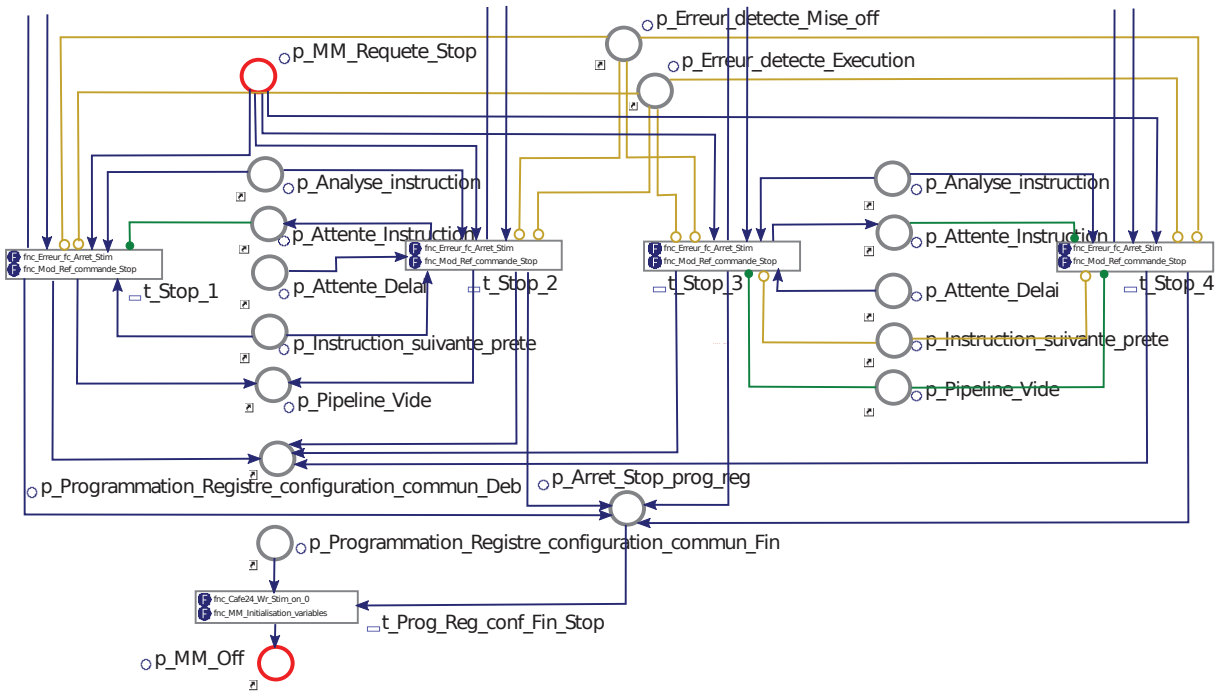 p_Erreur_detecte_Mise_off
p_MM_Requete_Stop
p_Erreur_detecte_Execution
p_Analyse_instruction
p_Analyse_instruction
p_Attente_Instruction
p_Attente_Instruction
fnc_Erreur_fc_Arret_Stim
fnc_Mod_Ref_commande_Stop
t_Stop_1
fnc_Erreur_fc_Arret_Stim
fnc_Mod_Ref_commande_Stop
t_Stop_2
fnc_Erreur_fc_Arret_Stim
fnc_Mod_Ref_commande_Stop
t_Stop_3
fnc_Erreur_fc_Arret_Stim
fnc_Mod_Ref_commande_Stop
t_Stop_4
p_Attente_Delai
p_Attente_Delai
p_Instruction_suivante_prete
p_Instruction_suivante_prete
p_Pipeline_Vide
p_Pipeline_Vide
p_Programmation_Registre_configuration_commun_Deb
p_Arret_Stop_prog_reg
p_Programmation_Registre_configuration_commun_Fin
fnc_Cafe24_Wr_Stim_on_0
fnc_MM_Initialisation_variables
t_Prog_Reg_conf_Fin_Stop
p_MM_Off